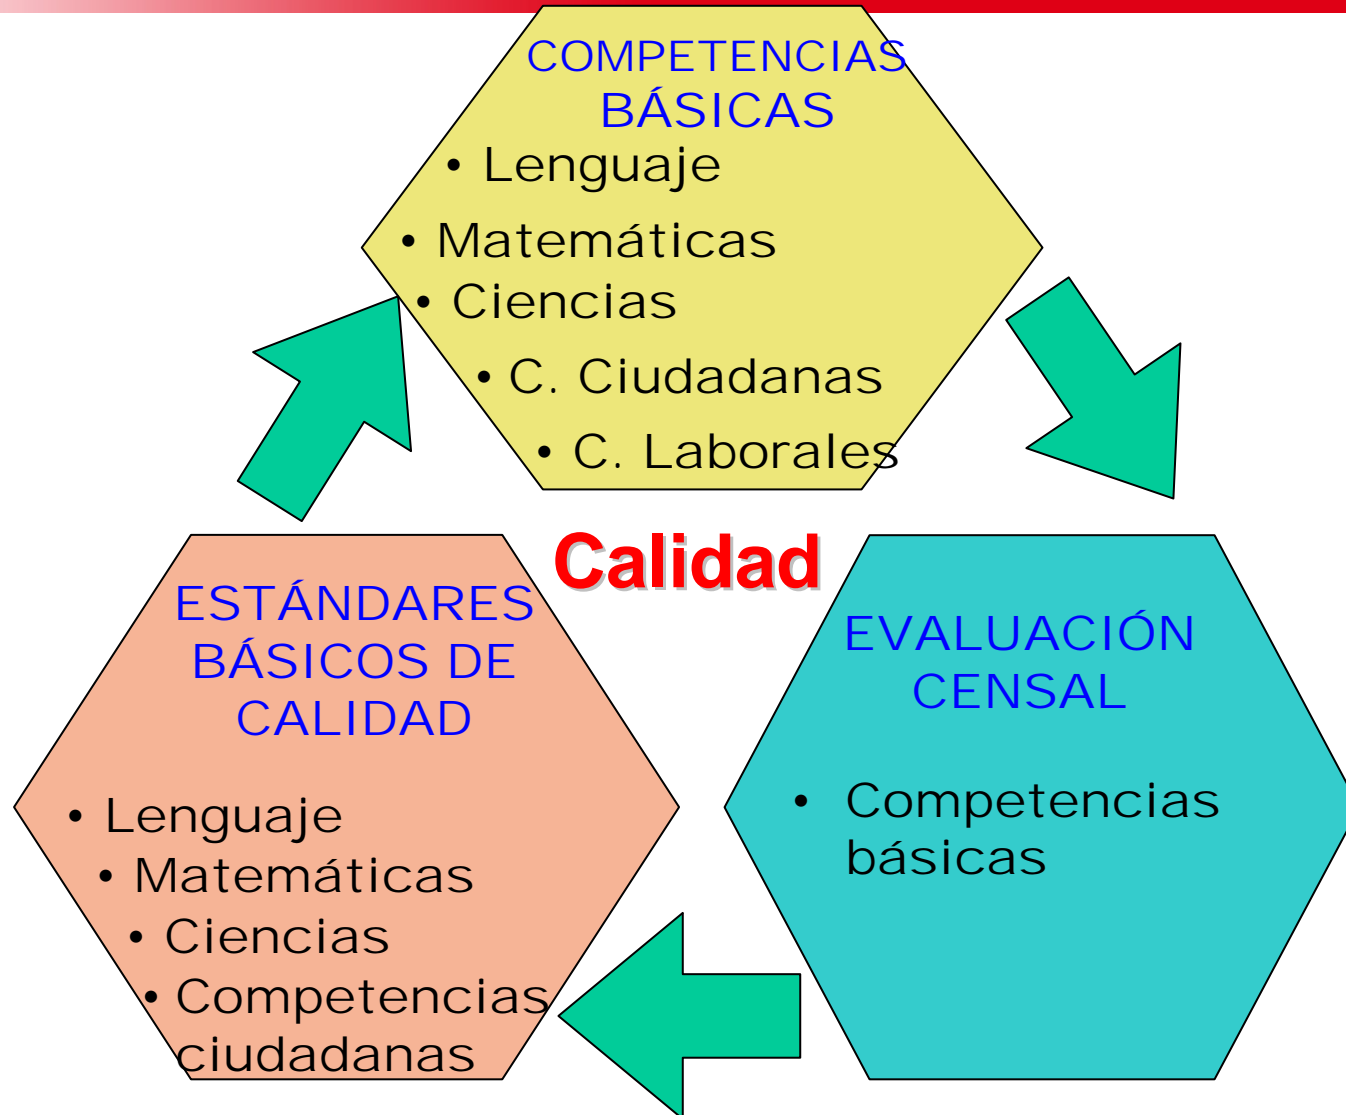 COMPETENCIAS
BÁSICAS
• Lenguaje
• Matemáticas
• Ciencias
• C. Ciudadanas
• C. Laborales
Calidad
ESTÁNDARES
BÁSICOS DE
CALIDAD
• Lenguaje
• Matemáticas
• Ciencias
• Competencias
ciudadanas
EVALUACIÓN
CENSAL
• Competencias
básicas